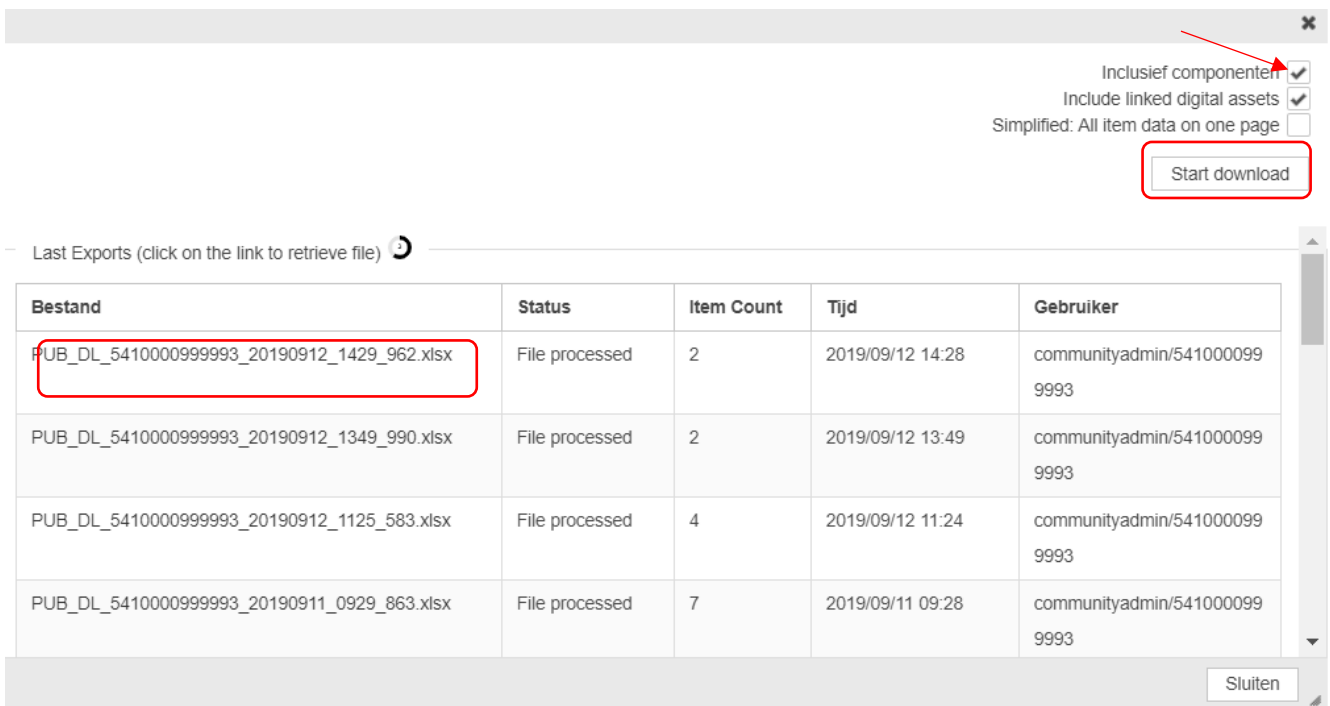 Inclusief componenten
Include linked digital assets
Simplified: All item data on one page
Start download
Last Exports (click on the link to retrieve file)
Bestand Status Item Count Tijd Gebruiker
PUB_DL_5410000999993_20190912_1429_962.xlsx File processed 2 2019/09/12 14:28 communityadmin/541000099
9993
PUB_DL_5410000999993_20190912_1349_990.xlsx File processed 2 2019/09/12 13:49 communityadmin/541000099
9993
PUB_DL_5410000999993_20190912_1125_583.xlsx File processed 4 2019/09/12 11:24 communityadmin/541000099
9993
PUB_DL_5410000999993_20190911_0929_863.xlsx File processed 7 2019/09/11 09:28 communityadmin/541000099
9993
Sluiten